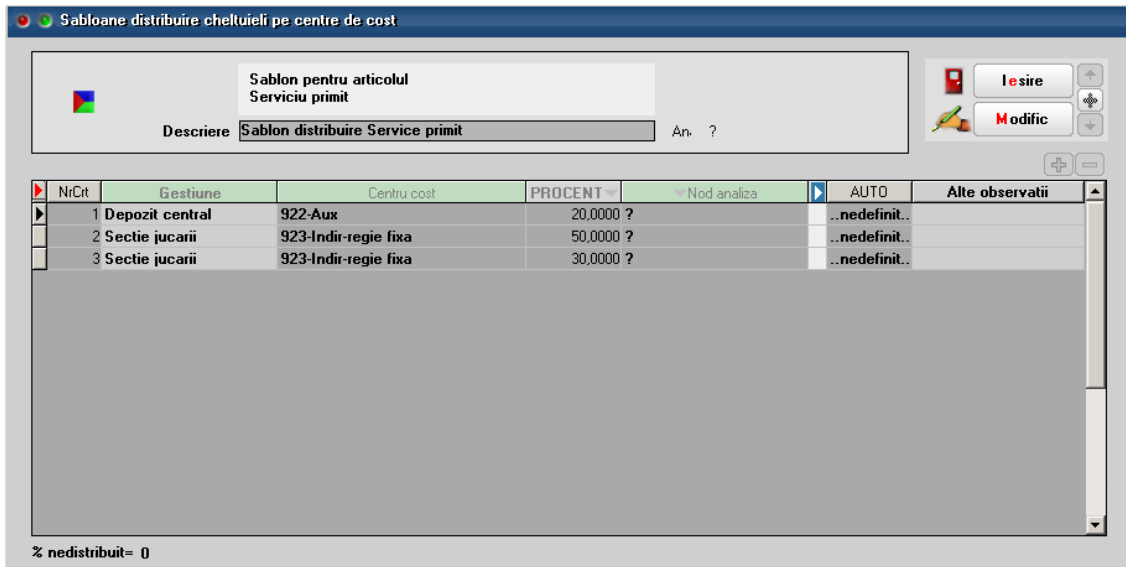 Sabloane distribuire cheltuieli pe centre de cost
Sablon pentru articolul
Serviciu primit
Descriere Sablon distribuire Service primit An. ?
Iesire
Modific
NrCrt Gestiune Centru cost PROCENT Nod analiza AUTO Alte observatii
1 Depozit central 922-Aux 20,0000 ? ..nedefinit..
2 Sectie jucarii 923-Indir-regie fixa 50,0000 ? ..nedefinit..
3 Sectie jucarii 923-Indir-regie fixa 30,0000 ? ..nedefinit..
% nedistribuit= 0